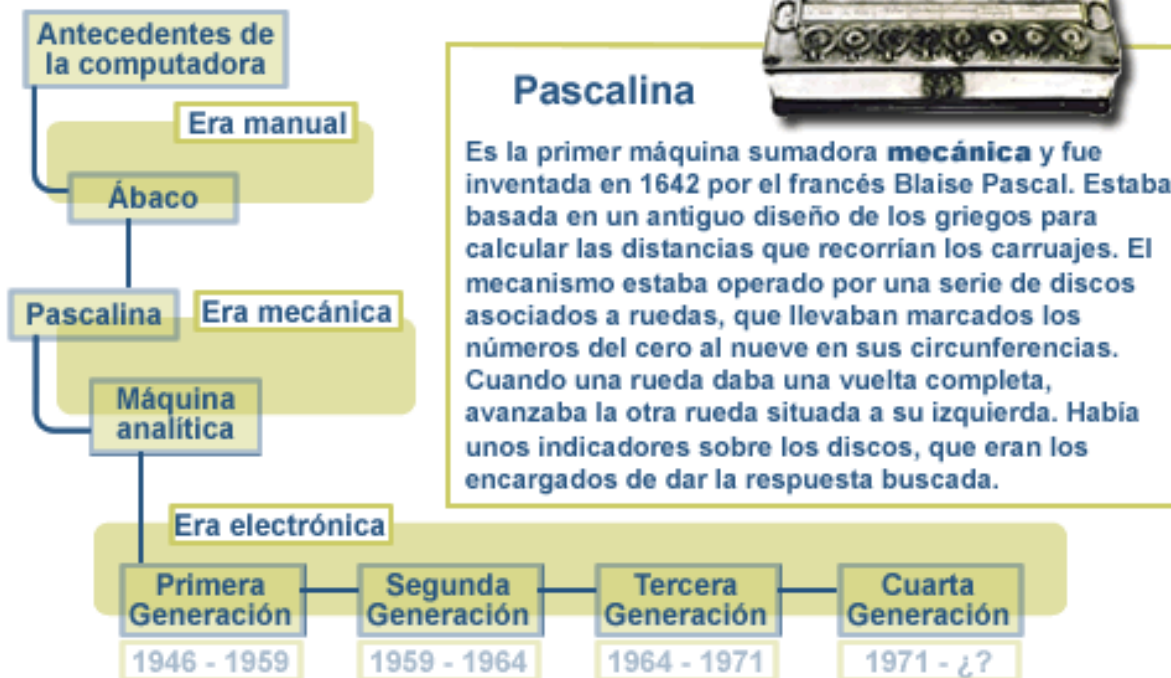 Antecedentes de
la computadora
Era manual
Ábaco
Pascalina
Era mecánica
Máquina
analítica
Era electrónica
Primera
Generación
1946 - 1959
Segunda
Generación
1959 - 1964
Tercera
Generación
1964 - 1971
Cuarta
Generación
1971 - ¿?
Pascalina
Es la primer máquina sumadora mecánica y fue
inventada en 1642 por el francés Blaise Pascal. Estaba
basada en un antiguo diseño de los griegos para
calcular las distancias que recorrían los carruajes. El
mecanismo estaba operado por una serie de discos
asociados a ruedas, que llevaban marcados los
números del cero al nueve en sus circunferencias.
Cuando una rueda daba una vuelta completa,
avanzaba la otra rueda situada a su izquierda. Había
unos indicadores sobre los discos, que eran los
encargados de dar la respuesta buscada.